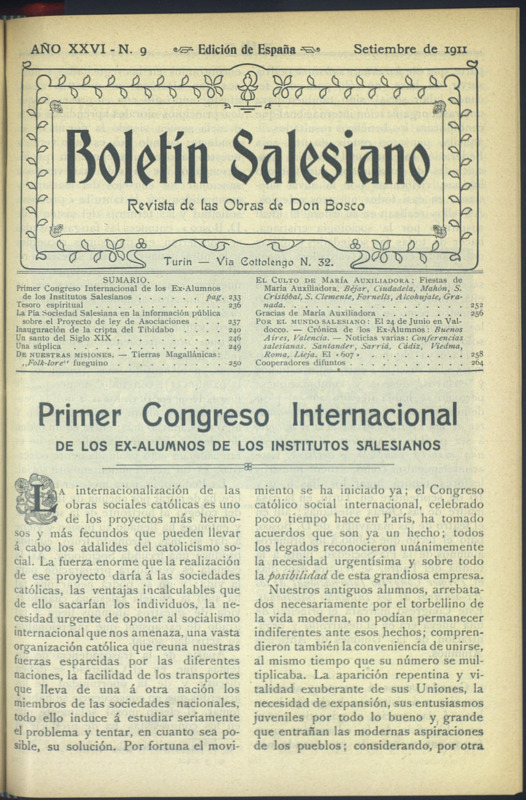 AÑO XXVI - N. 9 Edición de España Setiembre de 1911
Boletín Salesiano
Revista de las Obras de Don Bosco
Turin — Via Cottolengo N. 32.
SUMARIO.
Primer Congreso Internacional de los Ex-Alumnos
de los Institutos Salesianos . . . . . . pag. 233
Tesoro espiritual . . . . . . . . . . 236
La Pia Sociedad Salesiana en la información pública
sobre el Proyecto de ley de Asociaciones . . . 237
Inauguración de la cripta del Tibidabo . . . . 242
Un santo del Siglo XIX . . . . . . . . 246
Una súplica . . . . . . . . . . . 249
DE NUESTRAS MISIONES. — Tierras Magallánicas:
„Folk-lore“ fueguino . . . . . . . . 250
EL CULTO DE MARÍA AUXILIADORA: Fiestas de
María Auxiliadora, Béjar, Ciudadela, Mahón, S.
Cristóbal, S. Clemente, Fornells, Alcohujate, Gra-
nada. . . . . . . . . . . . . 252
Gracias de María Auxiliadora . . . . . . 256
POR EL MUNDO SALESIANO: El 24 de Junio en Val-
docco. — Crónica de los Ex-Alumnos: Buenos
Aires, Valencia. — Noticias varias: Conferencias
salesianas. Santander, Sarriá, Cádiz, Viedma,
Roma, Lieja. El « 607 » . . . . . . . . 258
Cooperadores difuntos . . . . . . . . 264
Primer Congreso Internacional
DE LOS EX-ALUMNOS DE LOS INSTITUTOS SALESIANOS
LA internacionalización de las
obras sociales católicas es uno
de los proyectos más hermo-
sos y más fecundos que pueden llevar
á cabo los adalides del catolicismo so-
cial. La fuerza enorme que la realización
de ese proyecto daría á las sociedades
católicas, las ventajas incalculables que
de ello sacarían los individuos, la ne-
cesidad urgente de oponer al socialismo
internacional que nos amenaza, una vasta
organización católica que reuna nuestras
fuerzas esparcidas por las diferentes
naciones, la facilidad de los transportes
que lleva de una á otra nación los
miembros de las sociedades nacionales,
todo ello induce á estudiar seriamente
el problema y tentar, en cuanto sea po-
sible, su solución. Por fortuna el movi-
miento se ha iniciado ya; el Congreso
católico social internacional, celebrado
poco tiempo hace en París, ha tomado
acuerdos que son ya un hecho; todos
los legados reconocieron unánimemente
la necesidad urgentísima y sobre todo
la posibilidad de esta grandiosa empresa.
Nuestros antiguos alumnos, arrebata-
dos necesariamente por el torbellino de
la vida moderna, no podían permanecer
indiferentes ante esos hechos; compren-
dieron también la conveniencia de unirse,
al mismo tiempo que su número se mul-
tiplicaba. La aparición repentina y vi-
talidad exuberante de sus Uniones, la
necesidad de expansión, sus entusiasmos
juveniles por todo lo bueno y grande
que entrañan las modernas aspiraciones
de los pueblos; considerando, por otra